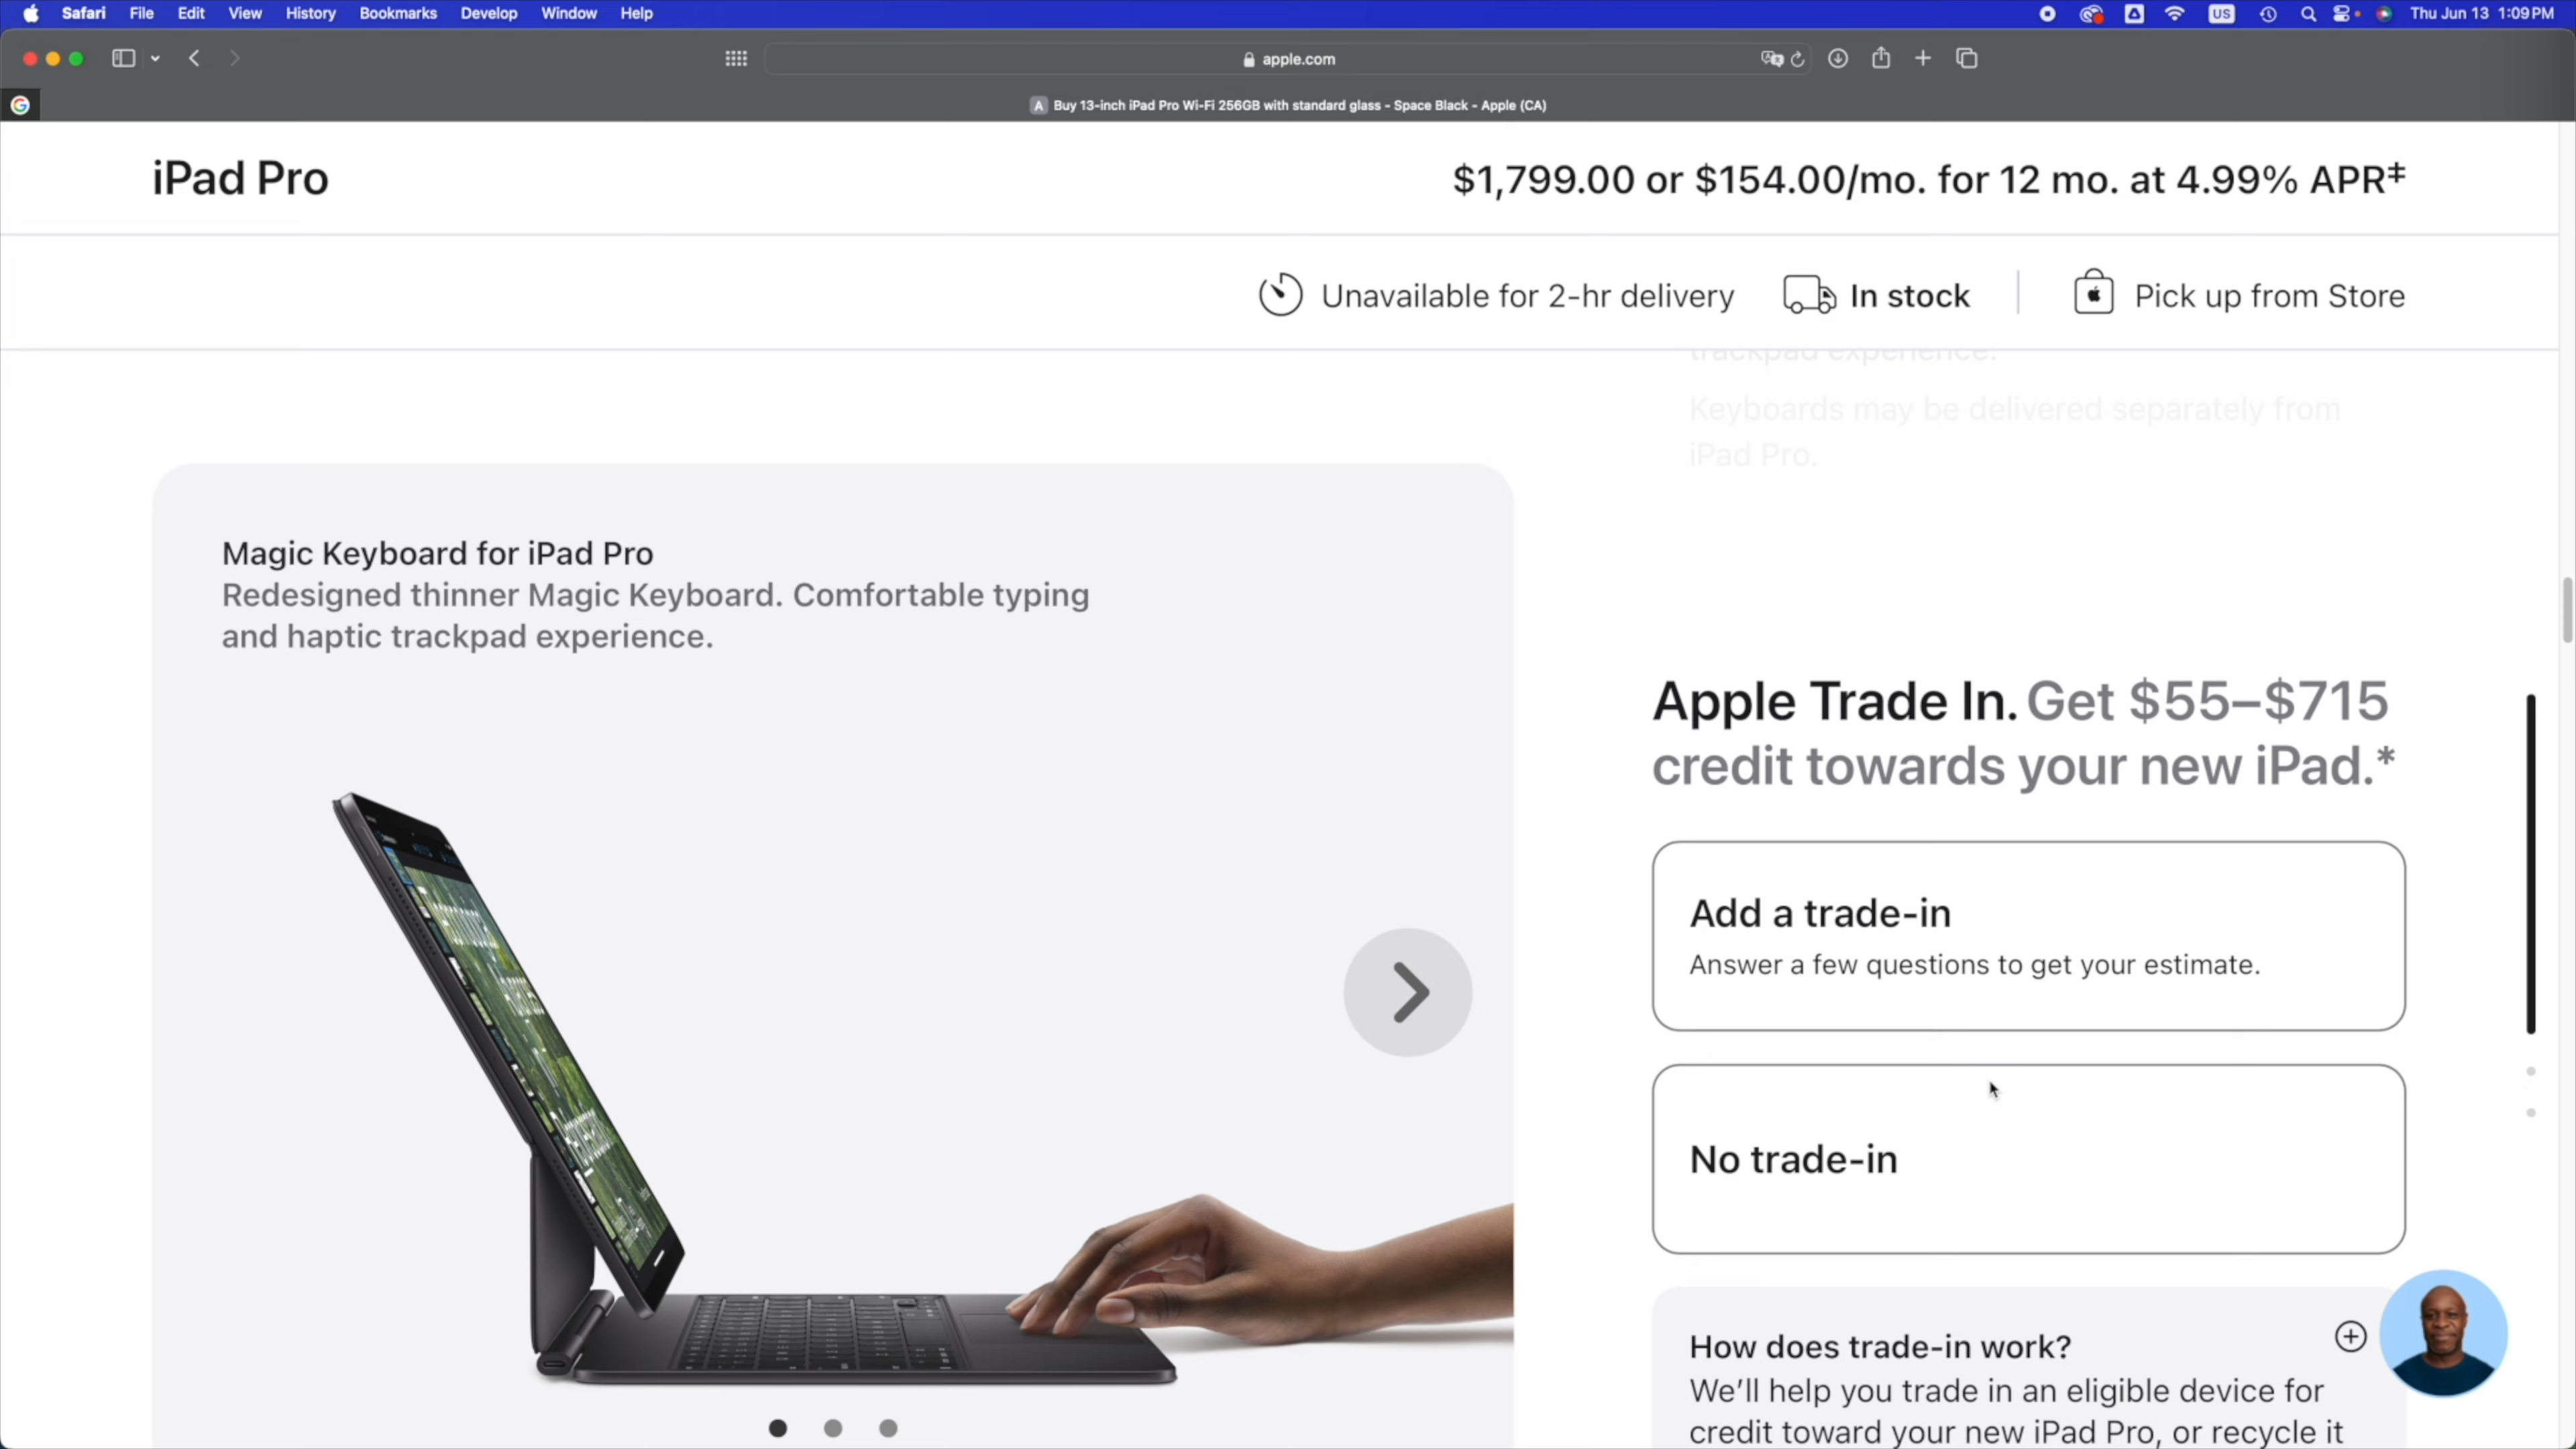 Safari File Edit View History Bookmarks Develop Window Help US Thu Jun 13 1:09 PM
apple.com
A Buy 13-inch iPad Pro Wi-Fi 256GB with standard glass - Space Black - Apple (CA)
iPad Pro
$1,799.00 or $154.00/mo. for 12 mo. at 4.99% APR‡
Unavailable for 2-hr delivery In stock Pick up from Store
trackpad experience.
Keyboards may be delivered separately from
iPad Pro.
Magic Keyboard for iPad Pro
Redesigned thinner Magic Keyboard. Comfortable typing
and haptic trackpad experience.
Apple Trade In. Get $55–$715
credit towards your new iPad.*
Add a trade-in
Answer a few questions to get your estimate.
No trade-in
How does trade-in work?
We’ll help you trade in an eligible device for
credit toward your new iPad Pro, or recycle it